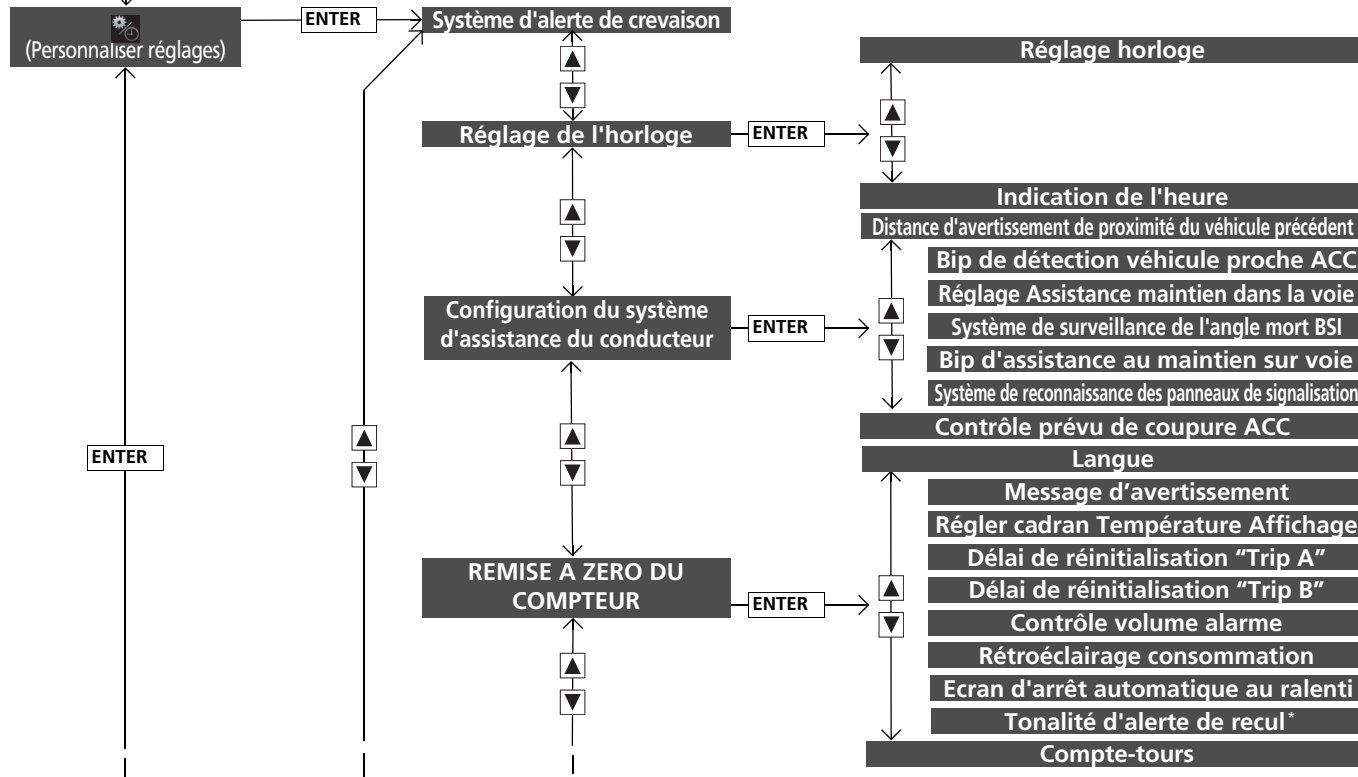 (Personnaliser réglages)
ENTER
Système d'alerte de crevaison
▲
▼
Réglage de l'horloge
ENTER
Réglage horloge
▲
▼
Indication de l'heure
▲
▼
Configuration du système
d'assistance du conducteur
ENTER
Distance d'avertissement de proximité du véhicule précédent
Bip de détection véhicule proche ACC
Réglage Assistance maintien dans la voie
▲
Système de surveillance de l'angle mort BSI
▼
Bip d'assistance au maintien sur voie
Système de reconnaissance des panneaux de signalisation
Contrôle prévu de coupure ACC
ENTER
▲
▼
▲
▼
REMISE A ZERO DU
COMPTEUR
ENTER
Langue
Message d’avertissement
Régler cadran Température Affichage
Délai de réinitialisation “Trip A”
▲
Délai de réinitialisation “Trip B”
▼
Contrôle volume alarme
Rétroéclairage consommation
Ecran d'arrêt automatique au ralenti
Tonalité d'alerte de recul*
Compte-tours
▲
▼